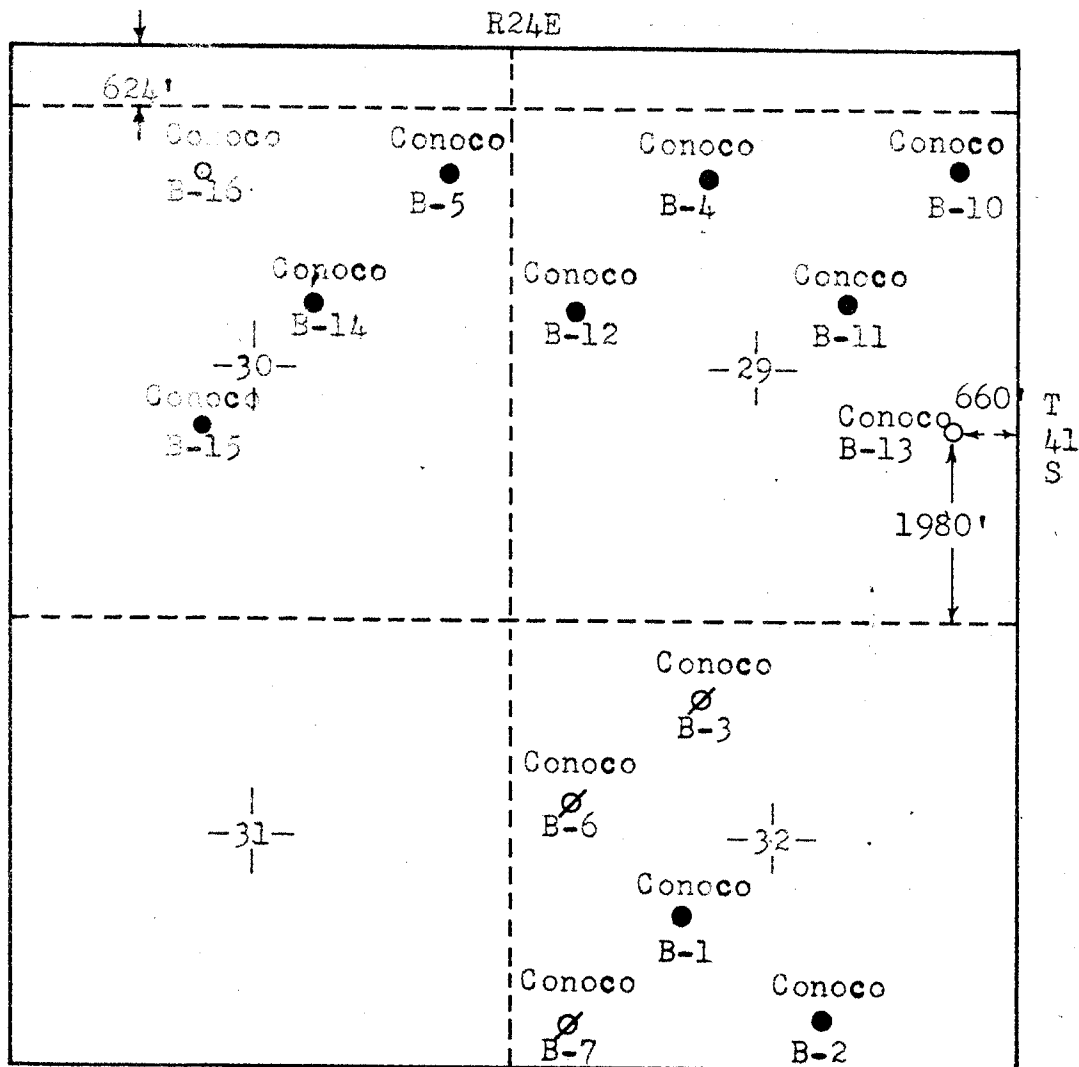 R24E
624'
Conoco
B-16
Conoco
B-5
Conoco
B-4
Conoco
B-10
Conoco
B-14
Conoco
B-12
Conoco
B-11
-30-
-29-
Conoco
B-15
660'
T
41
S
Conoco
B-13
1980'
Conoco
B-3
Conoco
B-6
-31-
-32-
Conoco
B-1
Conoco
B-7
Conoco
B-2